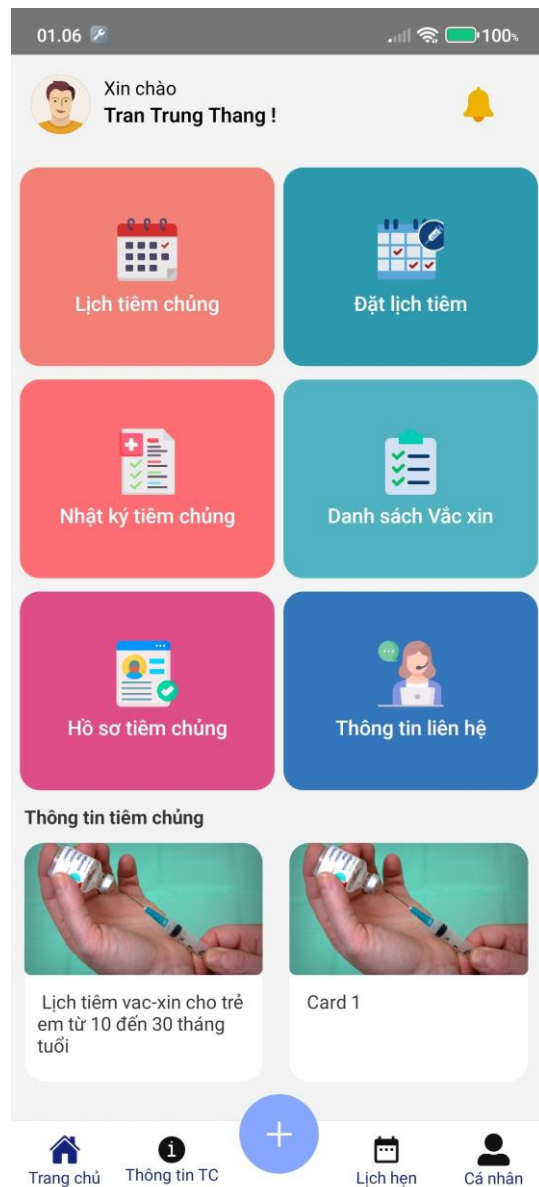 01.06
100%
Xin chào
Tran Trung Thang !
Lịch tiêm chủng
Đặt lịch tiêm
Nhật ký tiêm chủng
Danh sách Vắc xin
Hồ sơ tiêm chủng
Thông tin liên hệ
Thông tin tiêm chủng
Lịch tiêm vac-xin cho trẻ
em từ 10 đến 30 tháng
tuổi
Card 1
Trang chủ
Thông tin TC
Lịch hẹn
Cá nhân